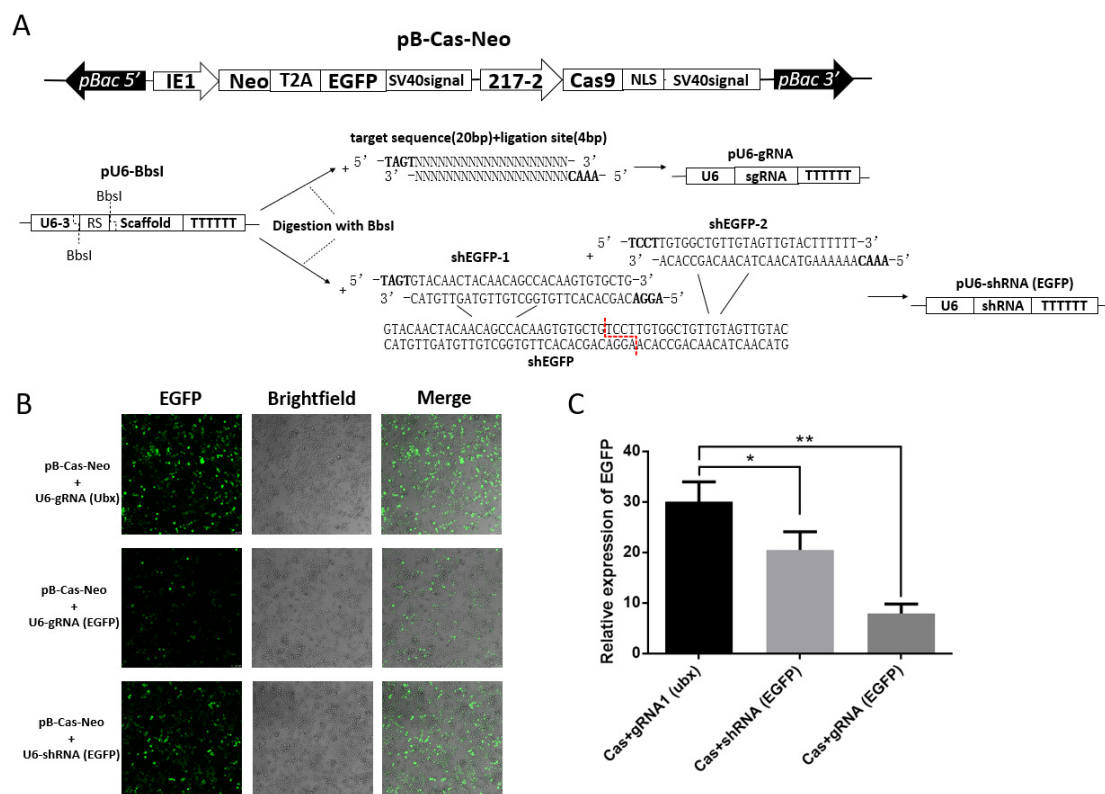 A
pB-Cas-Neo
pBac 5’ IE1 Neo T2A EGFP SV40signal 217-2 Cas9 NLS SV40signal pBac 3’
target sequence(20bp)+ligation site(4bp)
pU6-BbsI
BbsI
U6-3 RS Scaffold TTTTTT
BbsI
Digestion with BbsI
+ 5’ -TAGTNNNNNNNNNNNNNNNNNNNN- 3’
3’ -NNNNNNNNNNNNNNNNNNNNCAAA- 5’
pU6-gRNA
U6 sgRNA TTTTTT
shEGFP-1
+ 5’ -TAGTGTACAACTACAACAGCCACAAGTGTGCTG-3’
3’ -CATGTTGATGTTGTCGGTGTTCACACGACAGGA-5’
+
shEGFP-2
5’ -TCCTTGTGGCTGTTGTAGTTGTACTTTTTT-3’
3’ -ACACCGACAACATCAACATGAAAAAACAAA-5’
GTACAACTACAACAGCCACAAGTGTGCTGTCCTTGTGGCTGTTGTAGTTGTAC
CATGTTGATGTTGTCGGTGTTCACACGACAGGAACACCGACAACATCAACATG
shEGFP
pU6-shRNA (EGFP)
U6 shRNA TTTTTT
B
EGFP Brightfield Merge
pB-Cas-Neo
+
U6-gRNA (Ubx)
pB-Cas-Neo
+
U6-gRNA (EGFP)
pB-Cas-Neo
+
U6-shRNA (EGFP)
C
Relative expression of EGFP
40
30
20
10
0
**
*
Cas+gRNA1 (ubx)
Cas+shRNA (EGFP)
Cas+gRNA (EGFP)